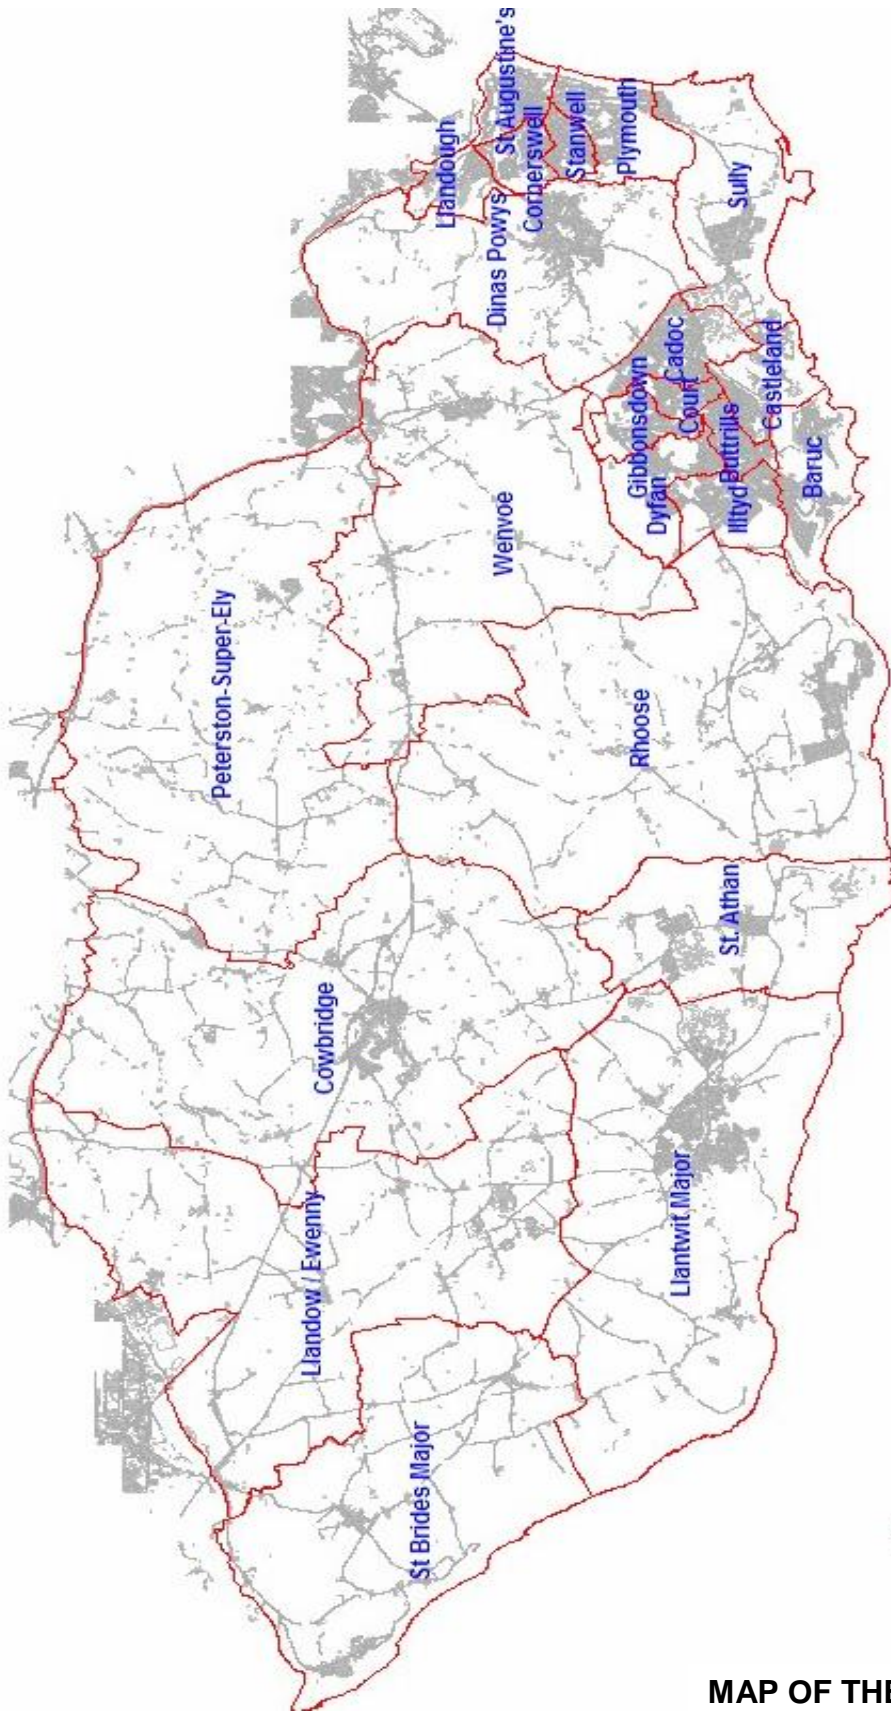 St Augustine's
Llandough
Cornerswell
Stanwell
Plymouth
Dinas Powys
Sully
Cadoc
Castleland
Gibbonsdown
Court
Buttrills
Dyfan
Illtyd
Baruc
Wenvoe
Peterston-Super-Ely
Rhoose
St. Athan
Cowbridge
Llantwit Major
Llandow / Ewenny
St Brides Major
MAP OF THE